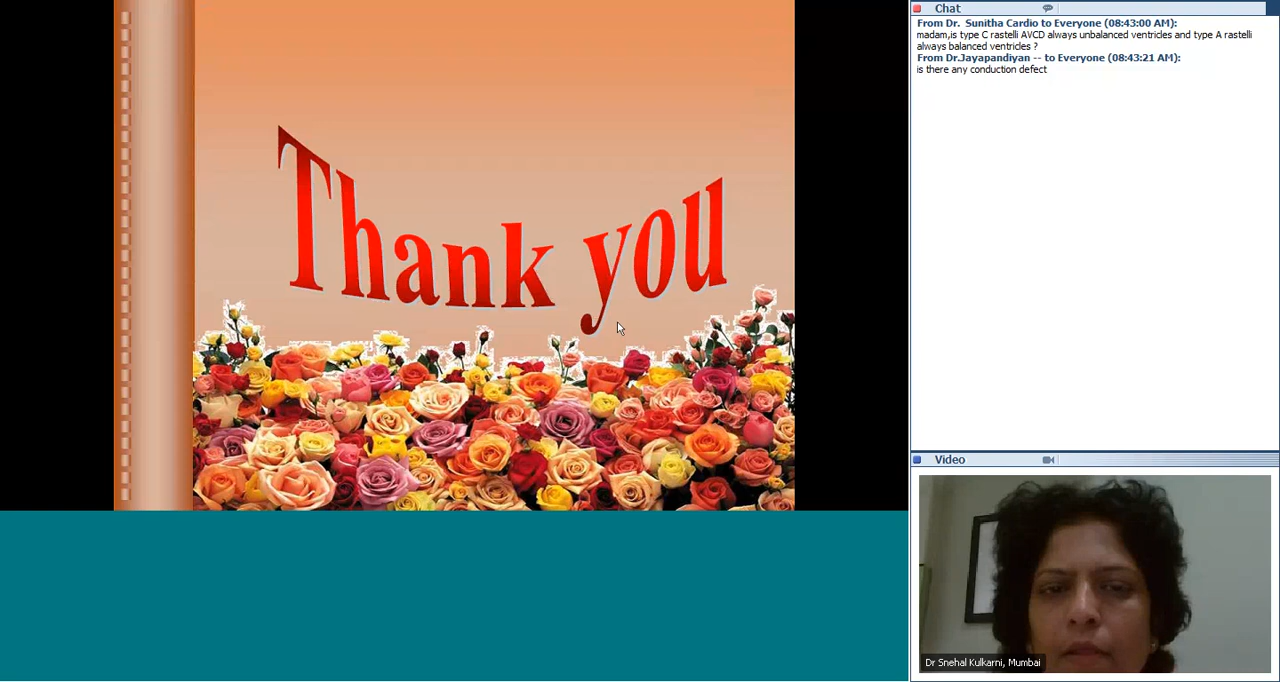 Thank you
Chat
From Dr.  Sunitha Cardio to Everyone (08:43:00 AM):
madam,is type C rastelli AVCD always unbalanced ventricles and type A rastelli
always balanced ventricles ?
From Dr.Jayapandiyan -- to Everyone (08:43:21 AM):
is there any conduction defect
Video
Dr Snehal Kulkarni, Mumbai